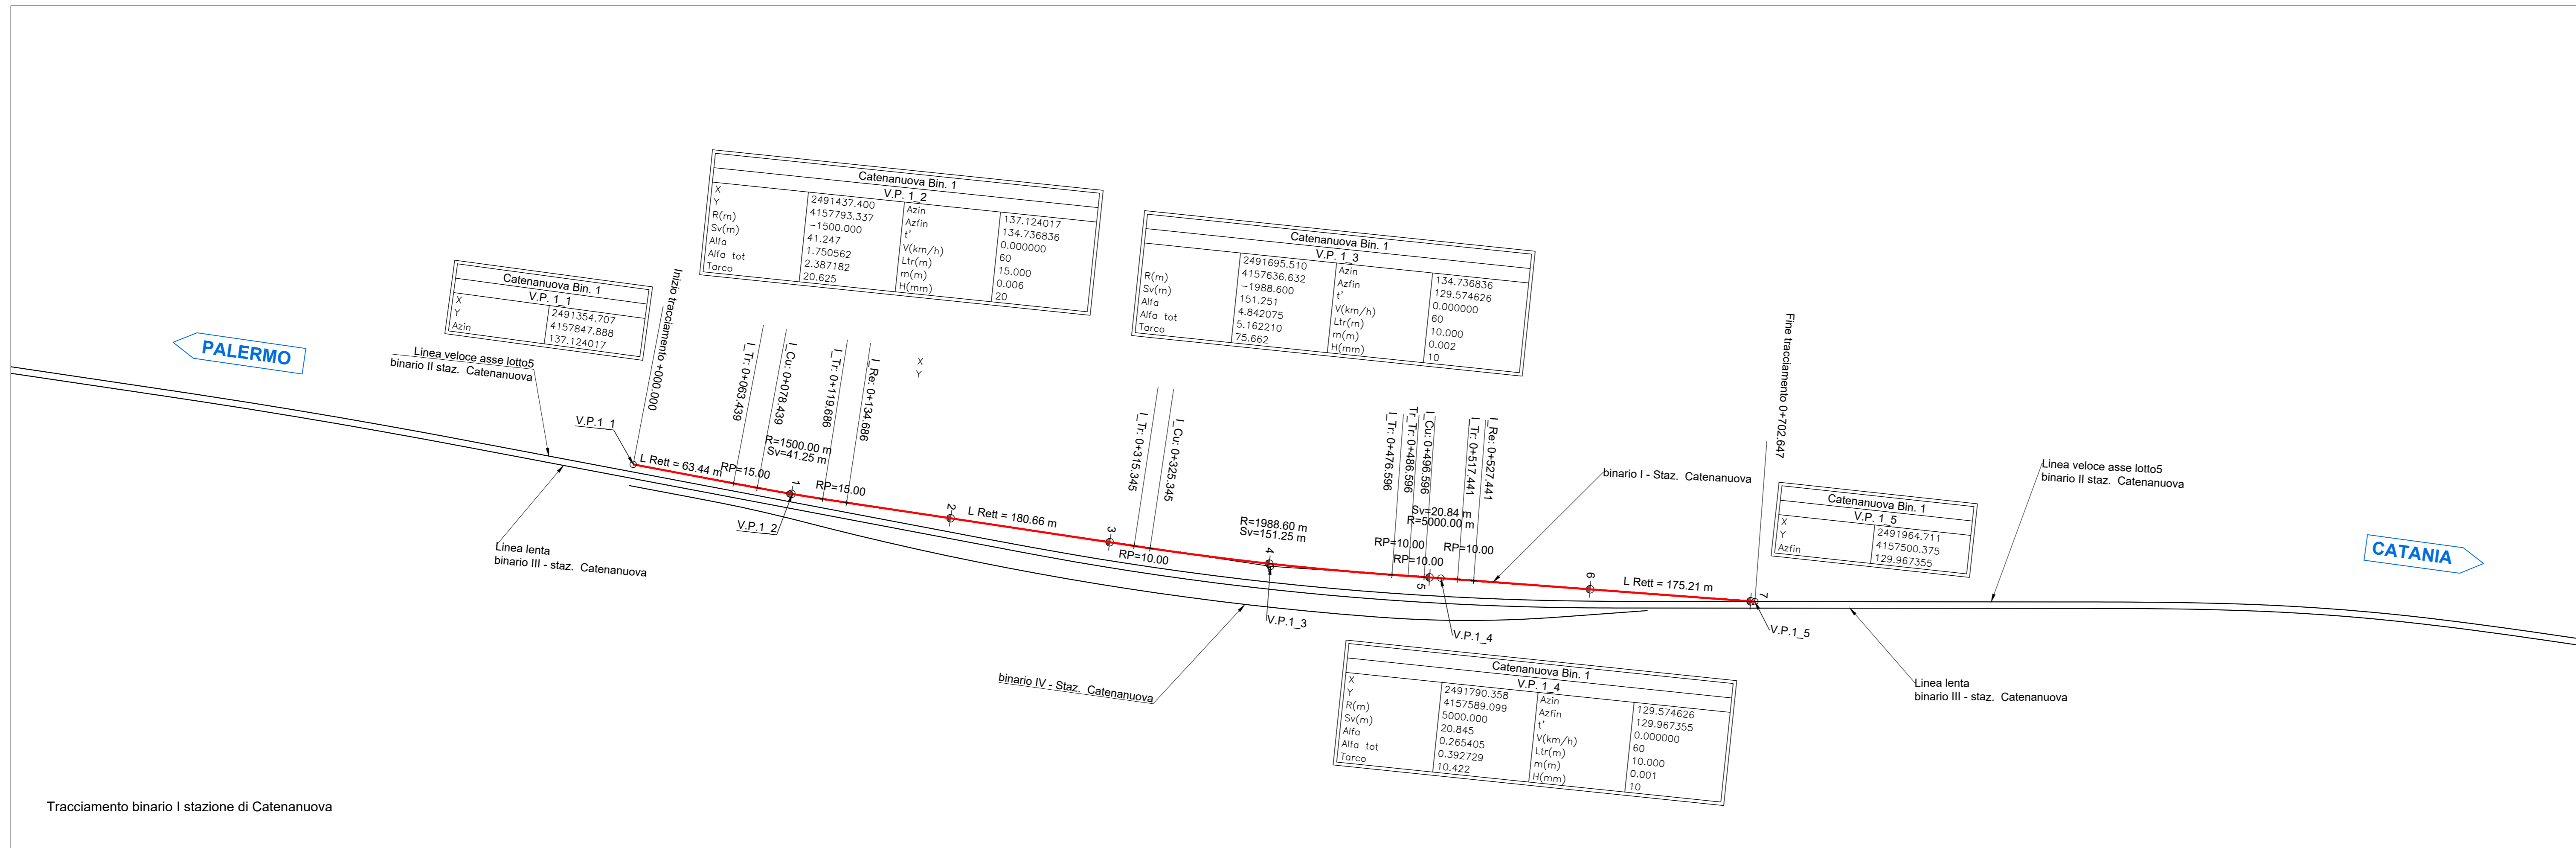 Catenanuova Bin. 1
V.P. 1_2
X 2491437.400 Azin 137.124017
Y 4157793.337 Azfin 134.736836
R(m) -1500.000 t' 0.000000
Sv(m) 41.247 V(km/h) 60
Alfa 1.750562 Ltr(m) 15.000
Alfa tot 2.387182 m(m) 0.006
Tarco 20.625 H(mm) 20
Catenanuova Bin. 1
V.P. 1_3
2491695.510 Azin 134.736836
4157636.632 Azfin 129.574626
R(m) -1988.600 t' 0.000000
Sv(m) 151.251 V(km/h) 60
Alfa 4.842075 Ltr(m) 10.000
Alfa tot 5.162210 m(m) 0.002
Tarco 75.662 H(mm) 10
Catenanuova Bin. 1
V.P. 1_1
X 2491354.707
Y 4157847.888
Azin 137.124017
PALERMO
Linea veloce asse lotto5
binario II staz. Catenanuova
Inizio tracciamento +000.000
I_Tr: 0+063.439
I_Cu: 0+078.439
I_Tr: 0+119.686
I_Re: 0+134.686
X
Y
I_Tr: 0+315.345
I_Cu: 0+325.345
I_Tr: 0+476.596
Tr_Tr: 0+486.596
I_Cu: 0+496.596
I_Tr: 0+517.441
I_Re: 0+527.441
Fine tracciamento 0+702.647
V.P.1_1
L Rett = 63.44 m
RP=15.00
R=1500.00 m
Sv=41.25 m
RP=15.00
1
V.P.1_2
2
L Rett = 180.66 m
3
RP=10.00
R=1988.60 m
Sv=151.25 m
4
V.P.1_3
RP=10.00
RP=10.00
Sv=20.84 m
R=5000.00 m
RP=10.00
5
V.P.1_4
binario I - Staz. Catenanuova
6
L Rett = 175.21 m
7
V.P.1_5
Linea veloce asse lotto5
binario II staz. Catenanuova
Catenanuova Bin. 1
V.P. 1_5
X 2491964.711
Y 4157500.375
Azfin 129.967355
CATANIA
Linea lenta
binario III - staz. Catenanuova
binario IV - Staz. Catenanuova
Catenanuova Bin. 1
V.P. 1_4
X 2491790.358 Azin 129.574626
Y 4157589.099 Azfin 129.967355
R(m) 5000.000 t' 0.000000
Sv(m) 20.845 V(km/h) 60
Alfa 0.265405 Ltr(m) 10.000
Alfa tot 0.392729 m(m) 0.001
Tarco 10.422 H(mm) 10
Linea lenta
binario III - staz. Catenanuova
Tracciamento binario I stazione di Catenanuova